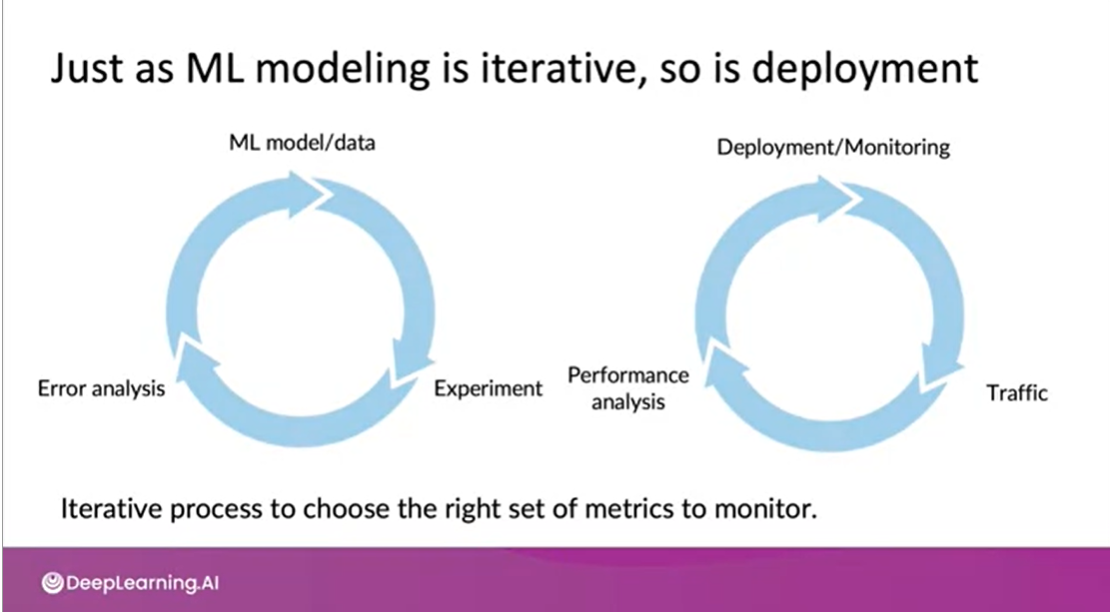 Just as ML modeling is iterative, so is deployment
ML model/data
Experiment
Error analysis
Deployment/Monitoring
Traffic
Performance
analysis
Iterative process to choose the right set of metrics to monitor.
DeepLearning.AI